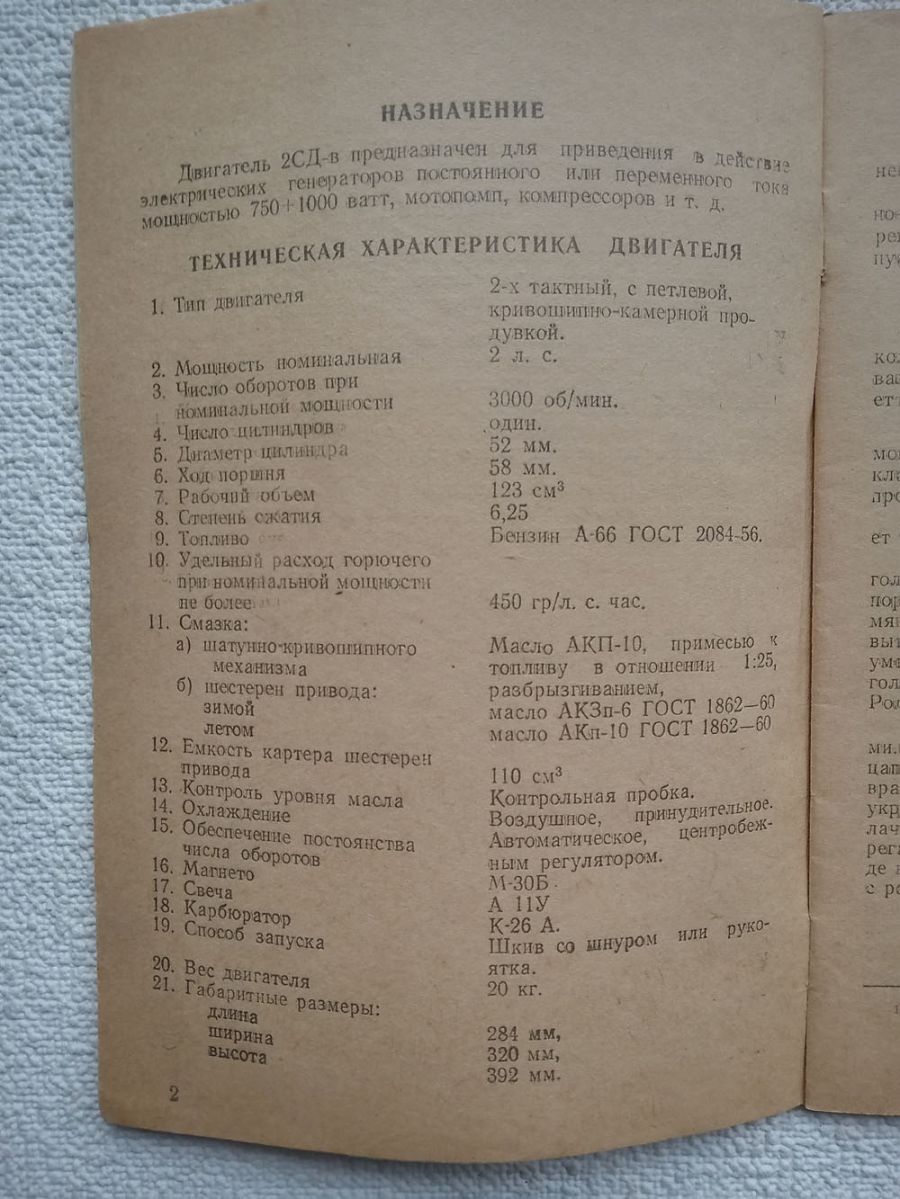 НАЗНАЧЕНИЕ
Двигатель 2СД-в предназначен для приведения в действие
электрических генераторов постоянного или переменного тока
мощностью 750÷1000 ватт, мотопомп, компрессоров и т. д.
ТЕХНИЧЕСКАЯ ХАРАКТЕРИСТИКА ДВИГАТЕЛЯ
1. Тип двигателя 2-х тактный, с петлевой,
кривошипно-камерной про-
дувкой.
2. Мощность номинальная 2 л. с.
3. Число оборотов при
номинальной мощности 3000 об/мин.
4. Число цилиндров один.
5. Диаметр цилиндра 52 мм.
6. Ход поршня 58 мм.
7. Рабочий объем 123 см³
8. Степень сжатия 6,25
9. Топливо Бензин А-66 ГОСТ 2084-56.
10. Удельный расход горючего
при номинальной мощности
не более 450 гр/л. с. час.
11. Смазка:
а) шатунно-кривошипного Масло АКП-10, примесью к
механизма топливу в отношении 1:25,
б) шестерен привода: разбрызгиванием,
зимой масло АКЗп-6 ГОСТ 1862—60
летом масло АКп-10 ГОСТ 1862—60
12. Емкость картера шестерен
привода 110 см³
13. Контроль уровня масла Контрольная пробка.
14. Охлаждение Воздушное, принудительное.
15. Обеспечение постоянства Автоматическое, центробеж-
числа оборотов ным регулятором.
16. Магнето М-30Б
17. Свеча А 11У
18. Карбюратор К-26 А.
19. Способ запуска Шкив со шнуром или руко-
ятка.
20. Вес двигателя 20 кг.
21. Габаритные размеры:
длина 284 мм,
ширина 320 мм,
высота 392 мм.
2